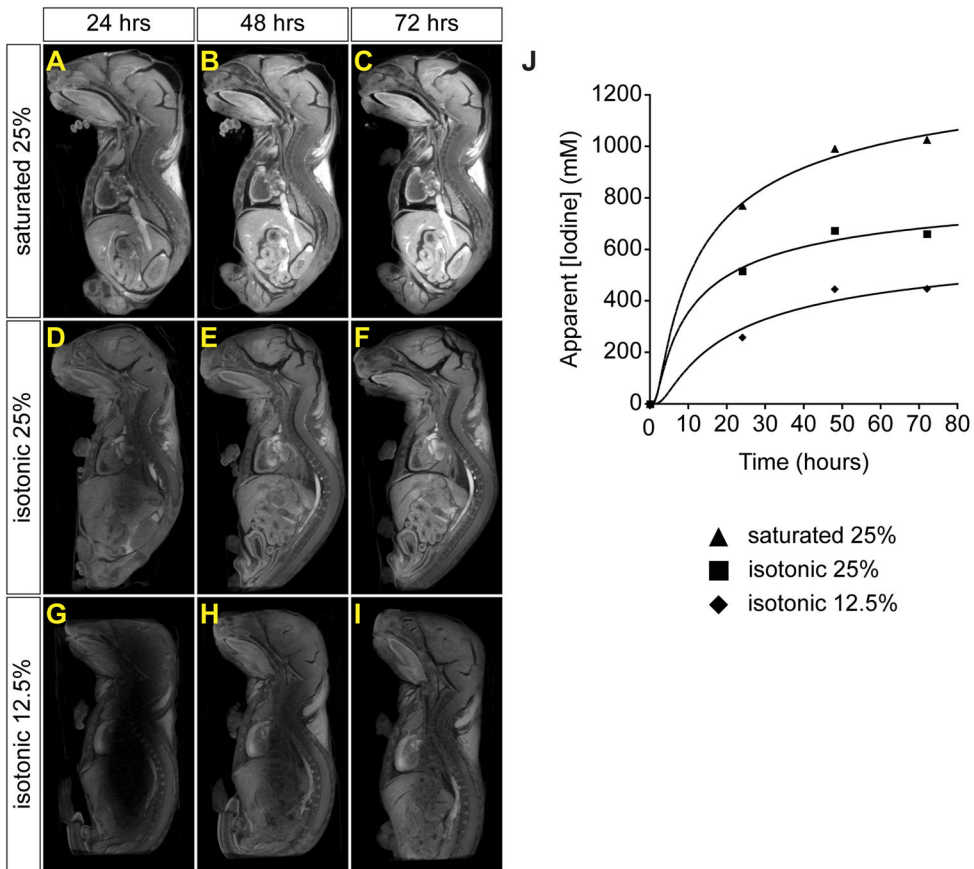 24 hrs
48 hrs
72 hrs
saturated 25%
A
B
C
isotonic 25%
D
E
F
isotonic 12.5%
G
H
I
J
Apparent [Iodine] (mM)
1200
1000
800
600
400
200
0
0 10 20 30 40 50 60 70 80
Time (hours)
saturated 25%
isotonic 25%
isotonic 12.5%